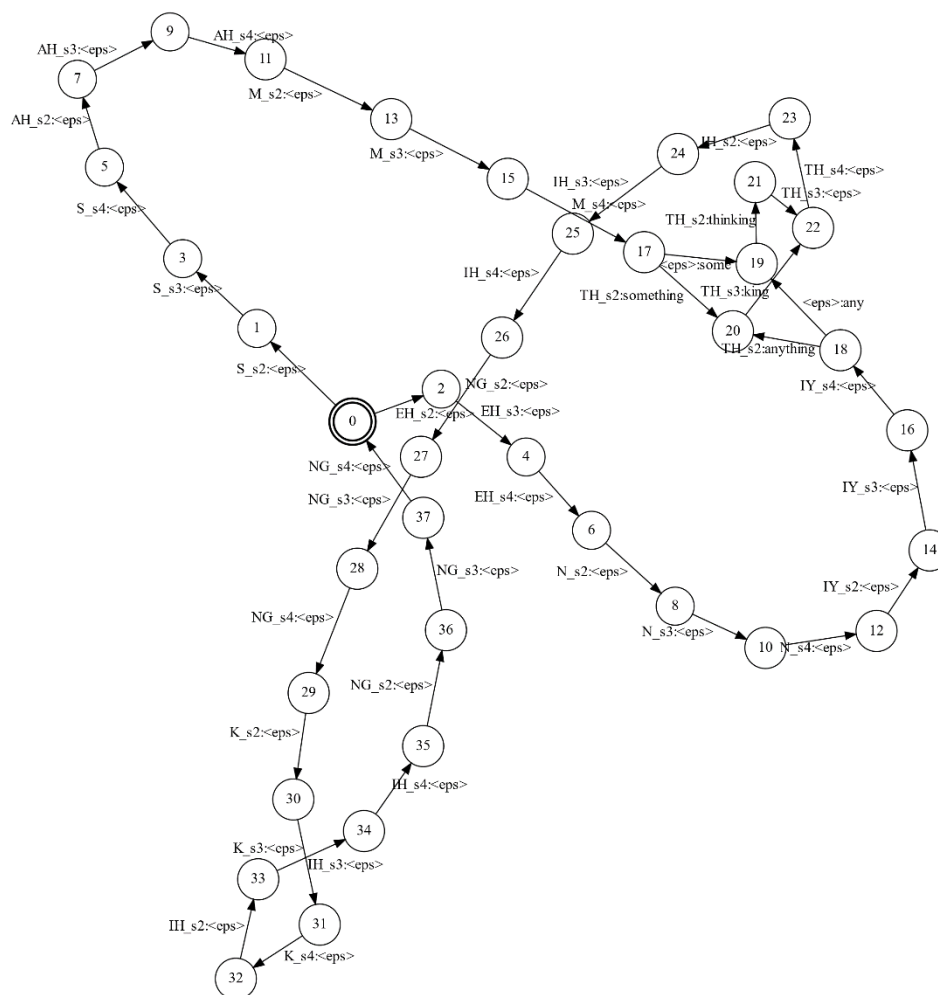 9
AH_s4:<eps>
AH_s3:<eps>
11
7
M_s2:<eps>
AH_s2:<eps>
13
23
M_s3:<eps>
IH_s2:<eps>
24
5
TH_s4:<eps>
15
IH_s3:<eps>
21
TH_s3:<eps>
M_s4:<eps>
S_s4:<eps>
TH_s2:thinking
22
25
17
3
<eps>:some
19
IH_s4:<eps>
S_s3:<eps>
TH_s3:king
TH_s2:something
<eps>:any
1
20
26
TH_s2:anything
18
S_s2:<eps>
NG_s2:<eps>
2
IY_s4:<eps>
EH_s2:<eps>
EH_s3:<eps>
0
16
27
4
NG_s4:<eps>
IY_s3:<eps>
NG_s3:<eps>
EH_s4:<eps>
37
6
14
28
NG_s3:<eps>
N_s2:<eps>
IY_s2:<eps>
8
NG_s4:<eps>
36
N_s3:<eps>
12
10
N_s4:<eps>
NG_s2:<eps>
29
K_s2:<eps>
35
IH_s4:<eps>
30
34
K_s3:<eps>
IH_s3:<eps>
33
IH_s2:<eps>
31
K_s4:<eps>
32